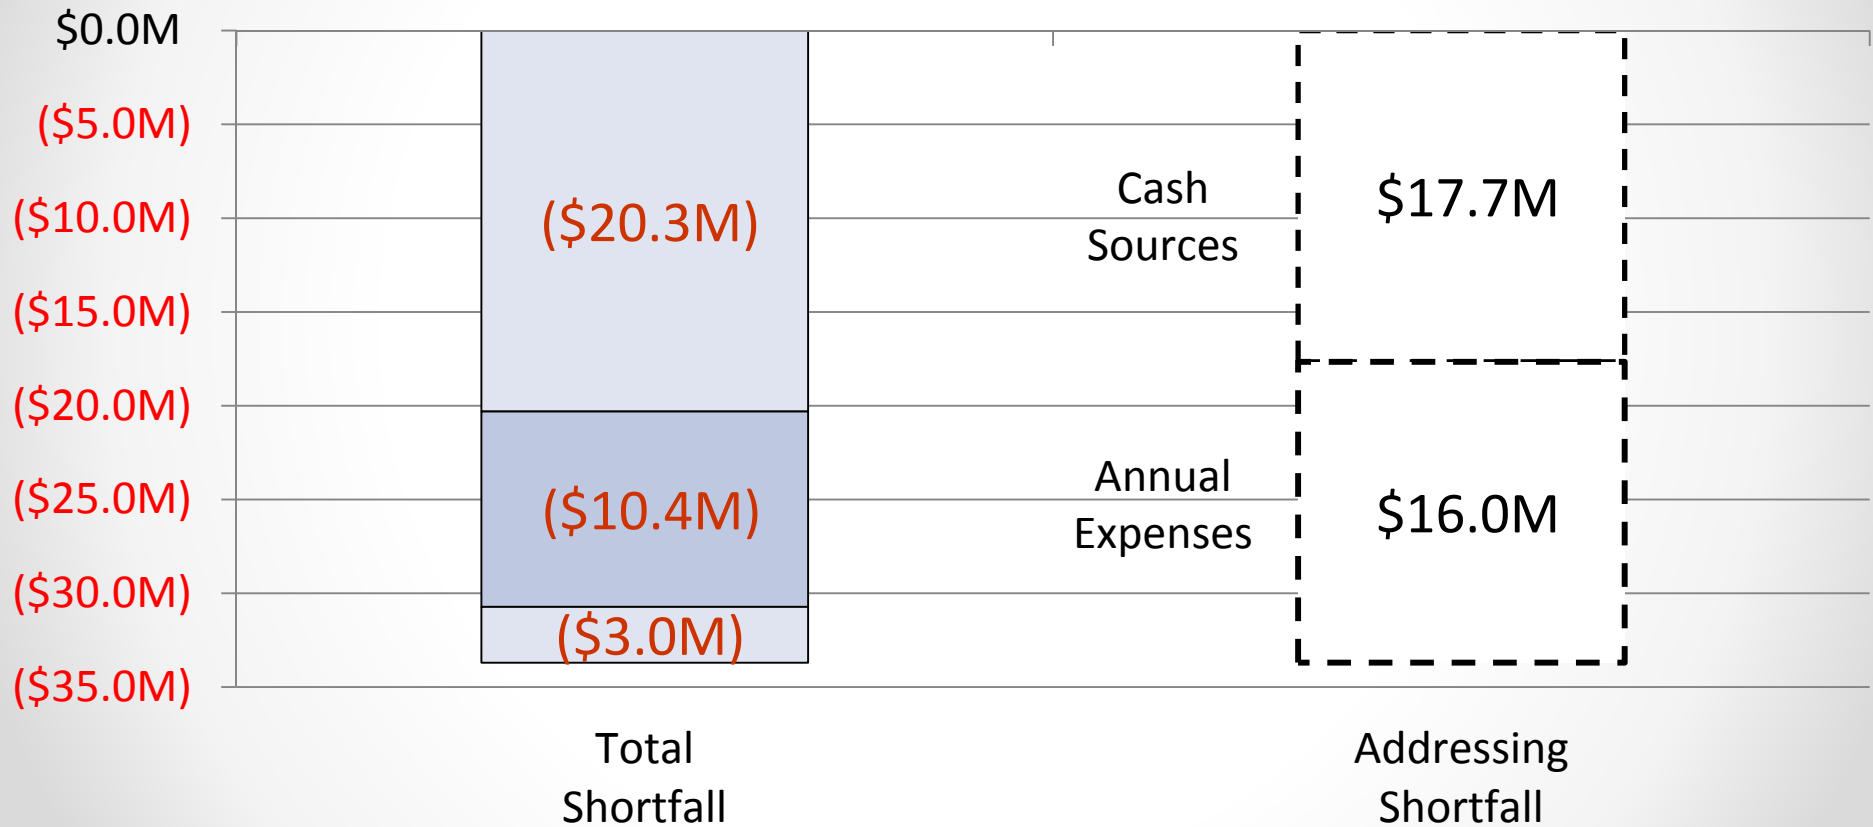 $0.0M
($5.0M)
($10.0M)
($15.0M)
($20.0M)
($25.0M)
($30.0M)
($35.0M)
($20.3M)
($10.4M)
($3.0M)
Cash
Sources
Annual
Expenses
$17.7M
$16.0M
Total
Shortfall
Addressing
Shortfall